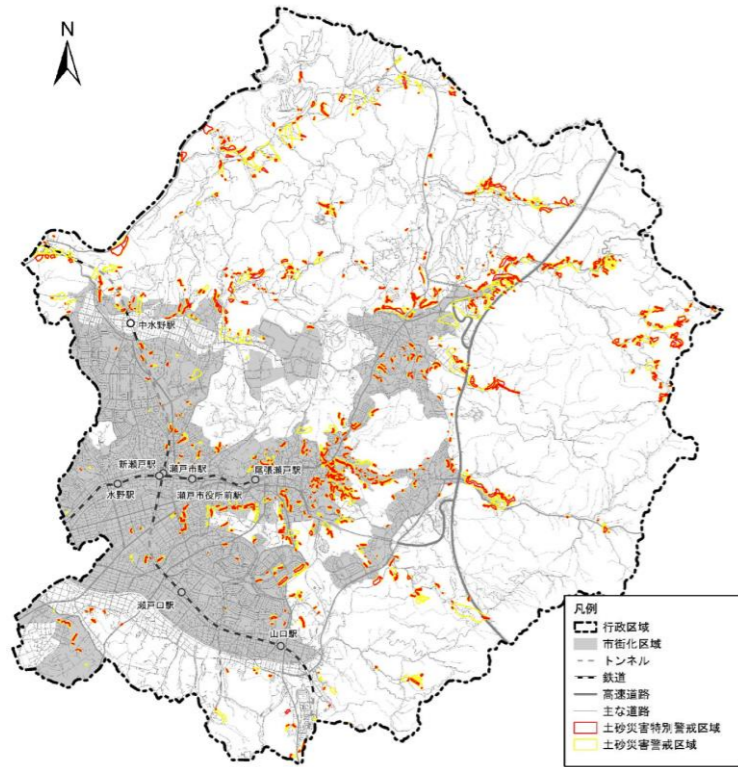 N
中水野駅
新瀬戸駅
瀬戸市駅
尾張瀬戸駅
水野駅
瀬戸市役所前駅
瀬戸口駅
山口駅
凡例
行政区域
市街化区域
トンネル
鉄道
高速道路
主な道路
土砂災害特別警戒区域
土砂災害警戒区域